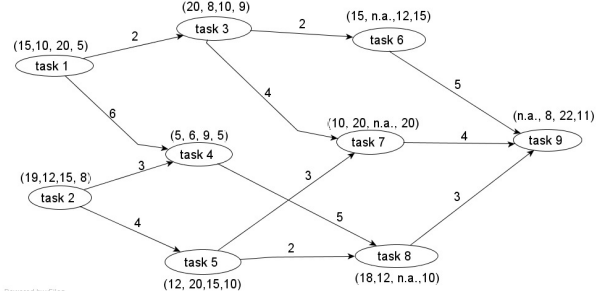 (20, 8,10, 9)
task 3
2
(15, n.a.,12,15)
task 6
(15,10, 20, 5)
task 1
2
4
5
6
(n.a., 8, 22,11)
task 9
(10, 20, n.a., 20)
task 7
4
(5, 6, 9, 5)
task 4
3
(19,12,15, 8)
task 2
3
5
3
4
task 5
2
task 8
(12, 20,15,10)
(18,12, n.a.,10)